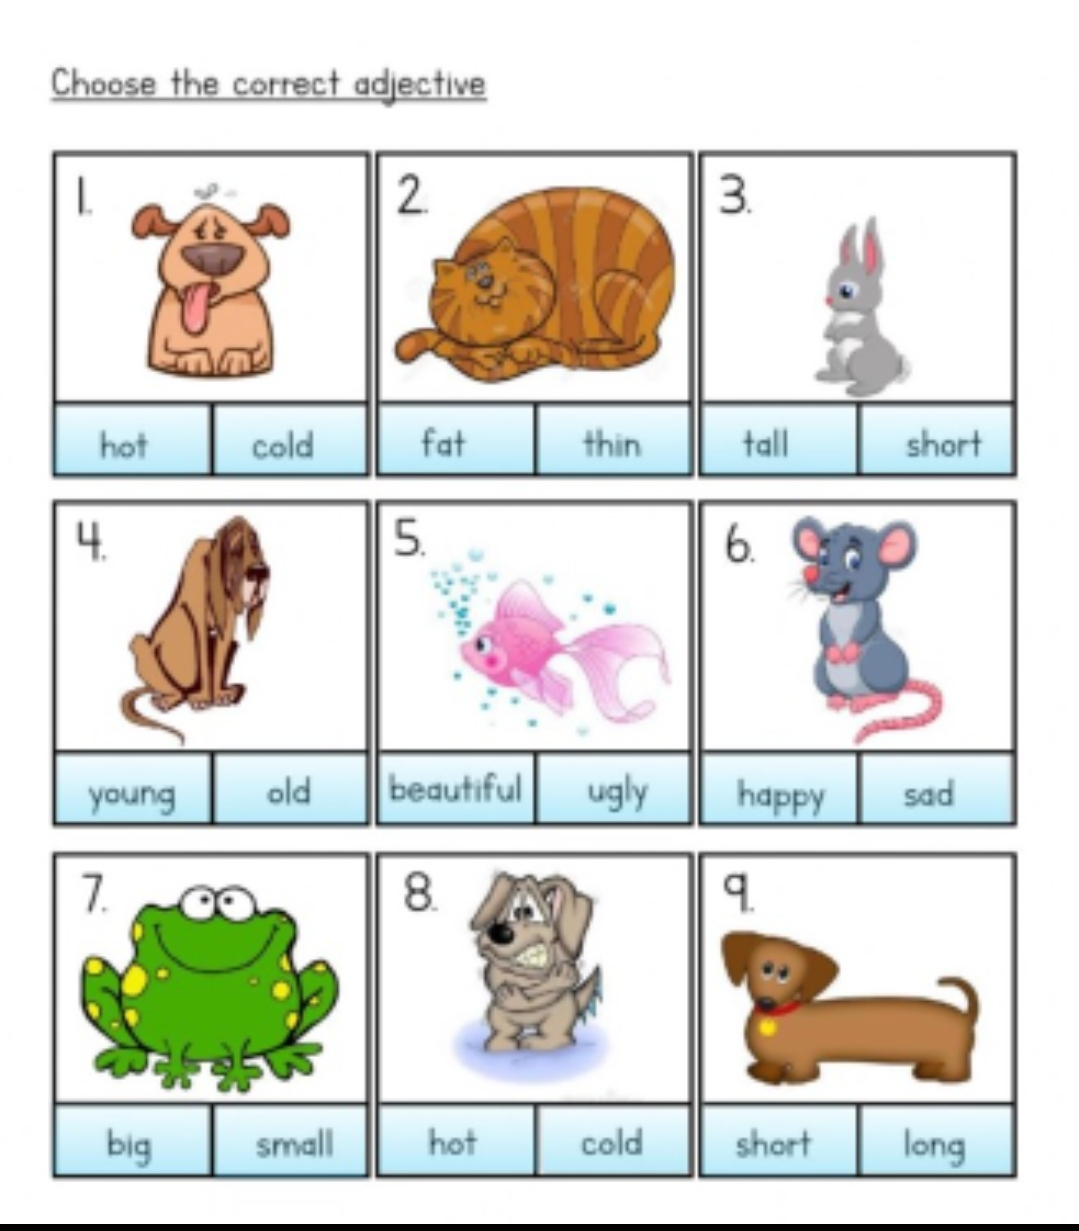 Choose the correct adjective
1. 2. 3.
hot cold fat thin tall short
4. 5. 6.
young old beautiful ugly happy sad
7. 8. 9.
big small hot cold short long